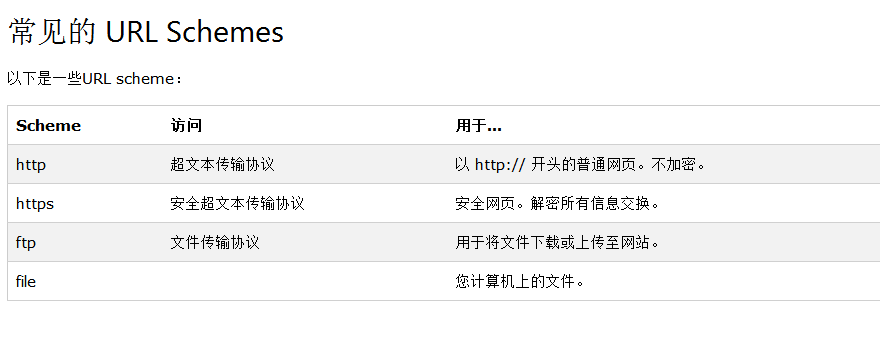 常见的 URL Schemes
以下是一些URL scheme：
Scheme 访问 用于...
http 超文本传输协议 以 http:// 开头的普通网页。不加密。
https 安全超文本传输协议 安全网页。解密所有信息交换。
ftp 文件传输协议 用于将文件下载或上传至网站。
file 您计算机上的文件。